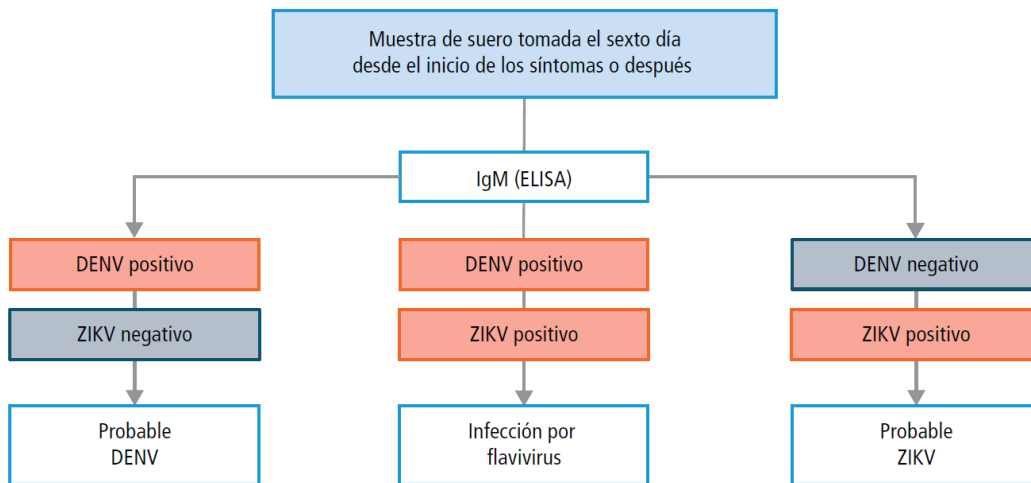 Muestra de suero tomada el sexto día
desde el inicio de los síntomas o después
IgM (ELISA)
DENV positivo
ZIKV negativo
Probable
DENV
DENV positivo
ZIKV positivo
Infección por
flavivirus
DENV negativo
ZIKV positivo
Probable
ZIKV